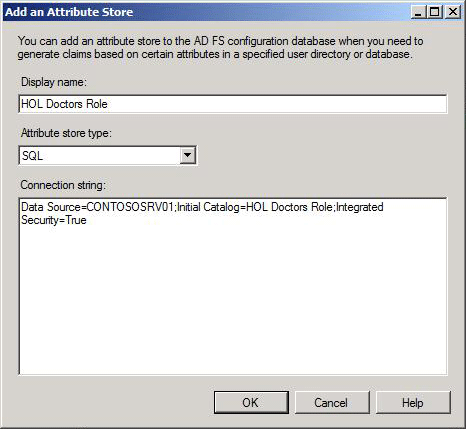 Add an Attribute Store
You can add an attribute store to the AD FS configuration database when you need to
generate claims based on certain attributes in a specified user directory or database.
Display name:
HOL Doctors Role
Attribute store type:
SQL
Connection string:
Data Source=CONTOSOSRV01;Initial Catalog=HOL Doctors Role;Integrated
Security=True
OK
Cancel
Help